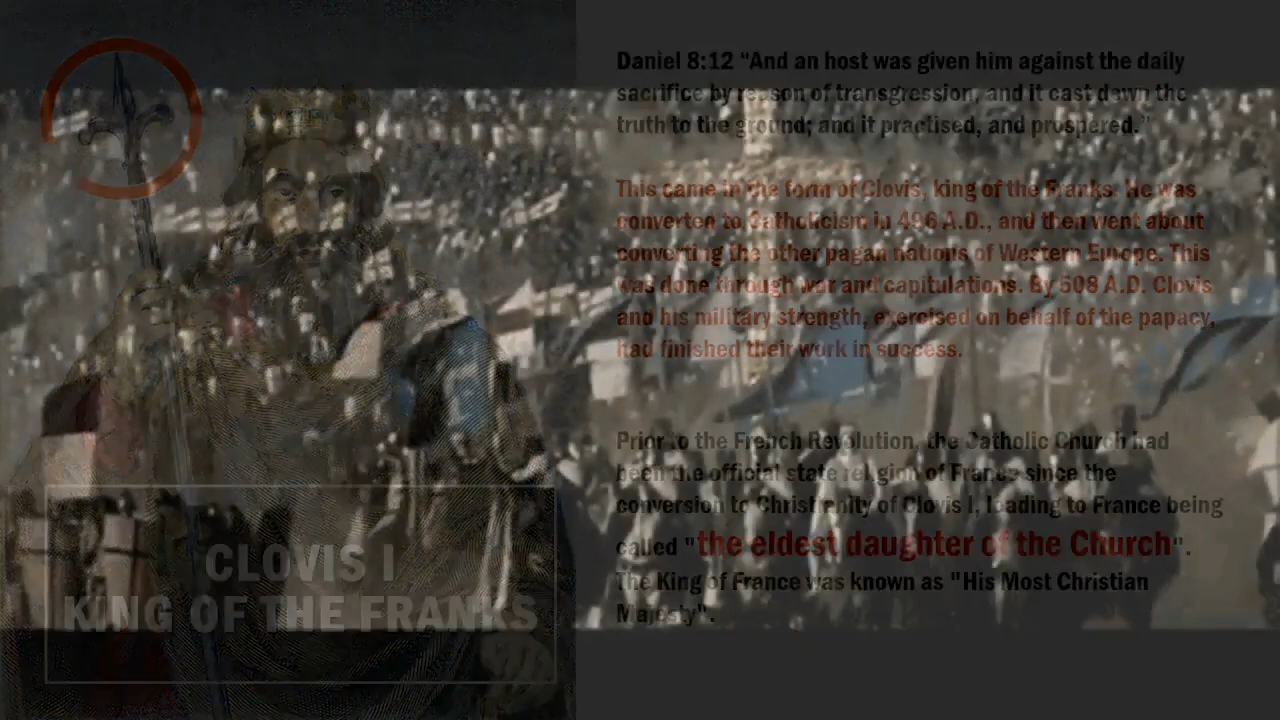 Daniel 8:12 “And an host was given him against the daily
sacrifice by reason of transgression, and it cast down the
truth to the ground; and it practised, and prospered.”
This came in the form of Clovis, king of the Franks. He was
converted to Catholicism in 496 A.D., and then went about
converting the other pagan nations of Western Europe. This
was done through war and capitulations. By 508 A.D. Clovis
and his military strength, exercised on behalf of the papacy,
had finished their work in success.
Prior to the French Revolution, the Catholic Church had
been the official state religion of France since the
conversion to Christianity of Clovis I, leading to France being
called "the eldest daughter of the Church".
The King of France was known as "His Most Christian
Majesty".
CLOVIS I
KING OF THE FRANKS